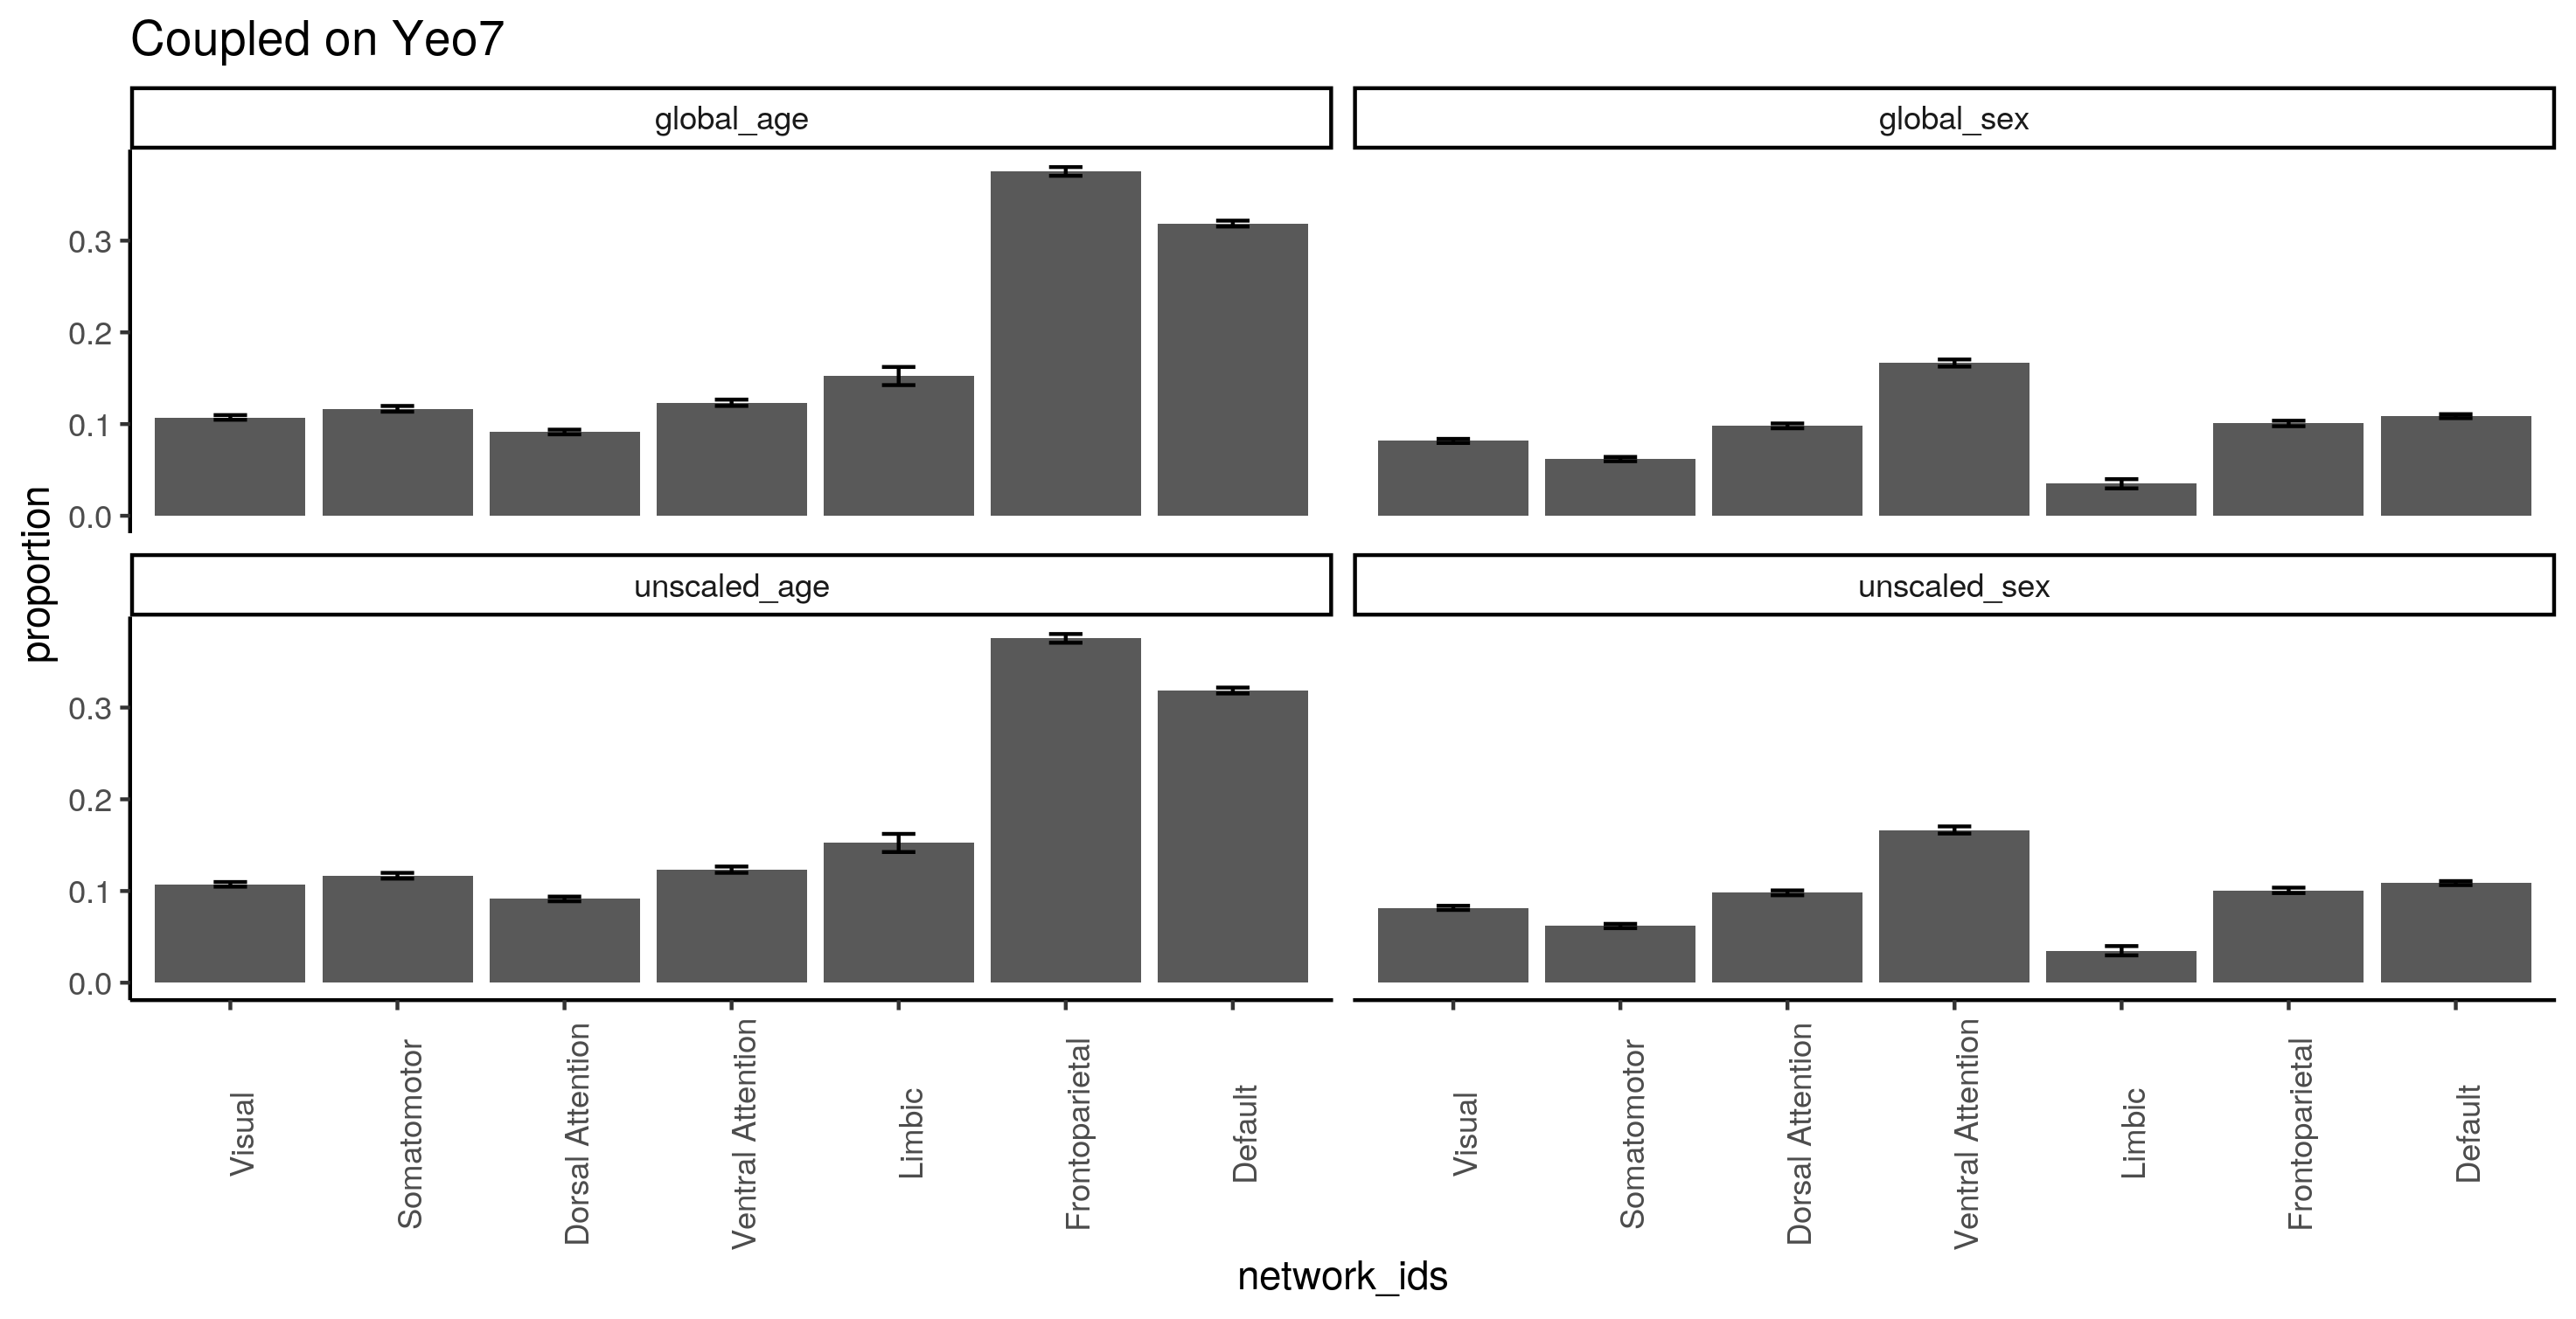 Coupled on Yeo7
global_age
global_sex
0.3
0.2
0.1
0.0
unscaled_age
unscaled_sex
0.3
0.2
0.1
0.0
proportion
Visual
Somatomotor
Dorsal Attention
Ventral Attention
Limbic
Frontoparietal
Default
Visual
Somatomotor
Dorsal Attention
Ventral Attention
Limbic
Frontoparietal
Default
network_ids